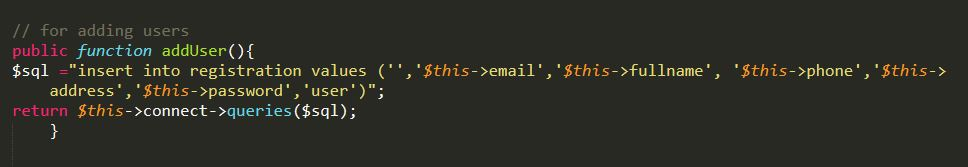 // for adding users
public function addUser(){
$sql ="insert into registration values ('','$this->email','$this->fullname', '$this->phone','$this->
address','$this->password','user')";
return $this->connect->queries($sql);
}